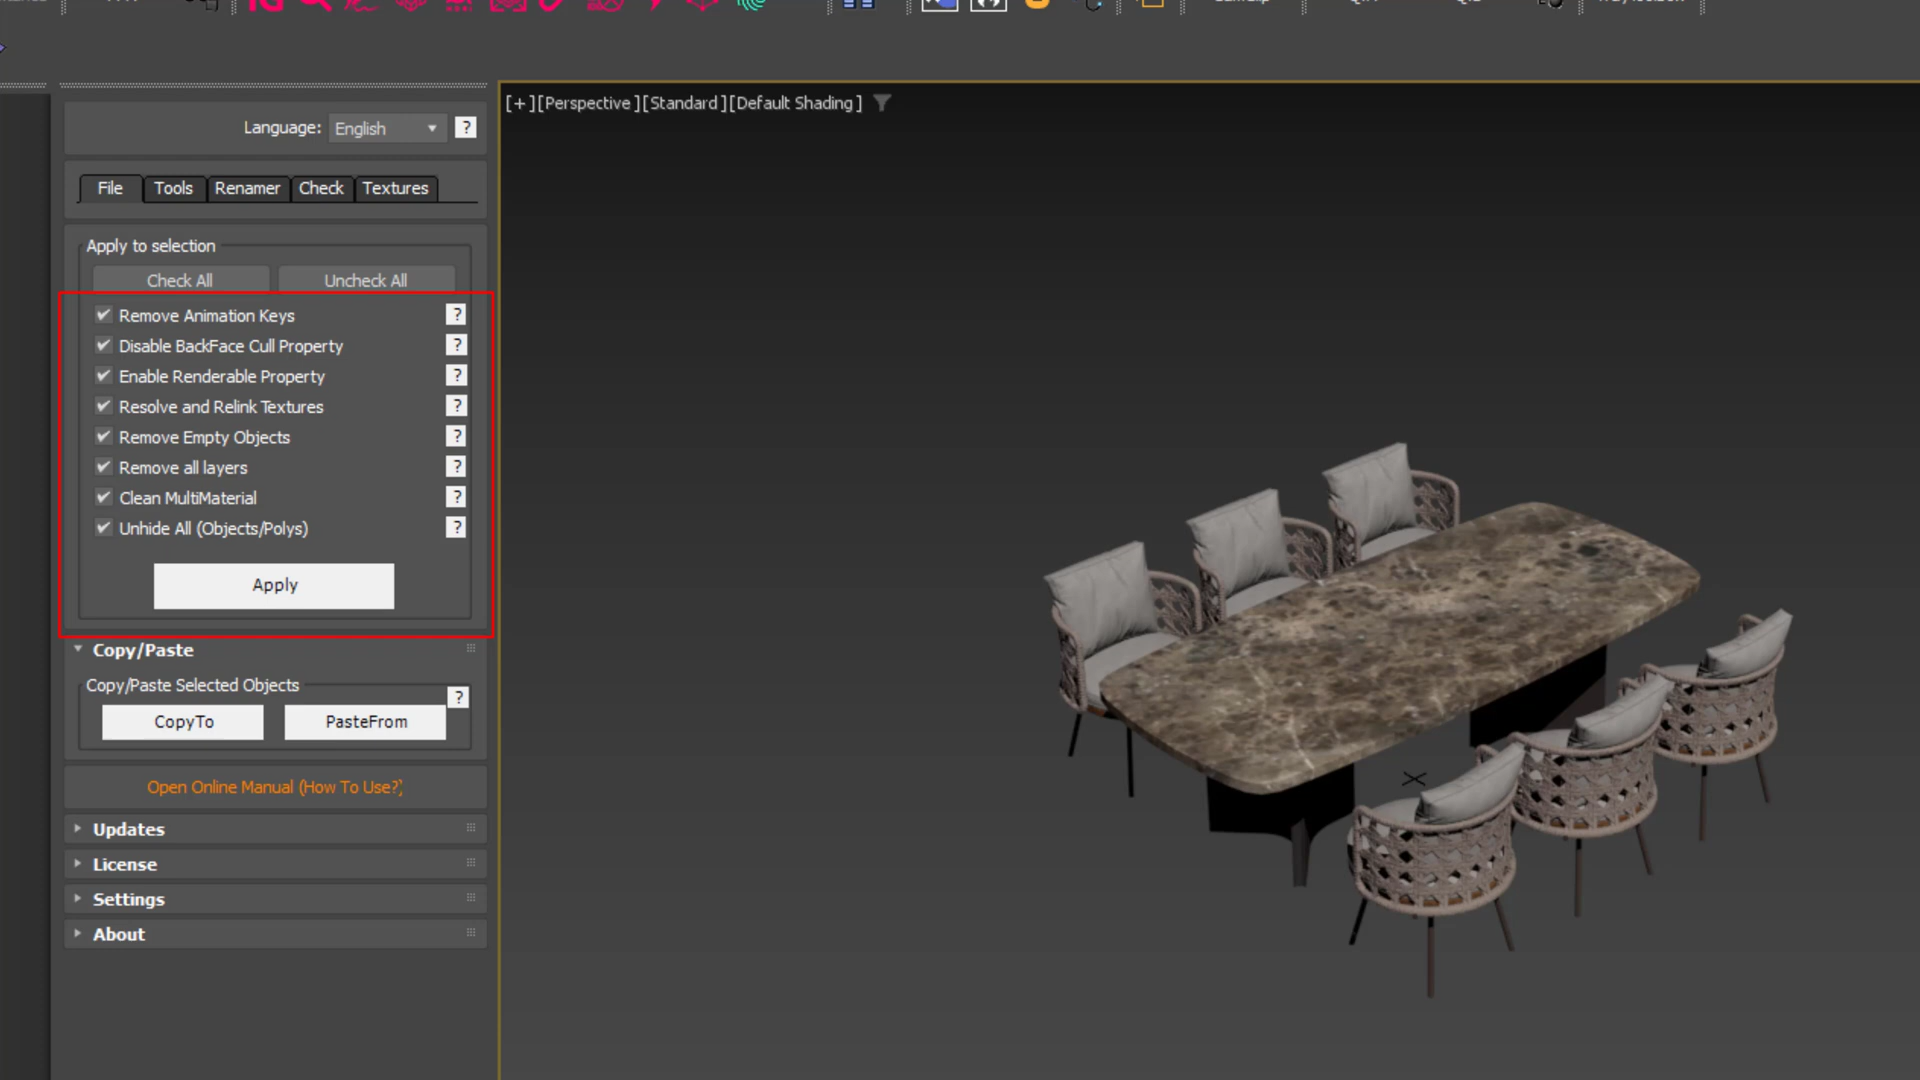 [+][Perspective][Standard][Default Shading]
Language: English ?
File Tools Renamer Check Textures
Apply to selection
Check All Uncheck All
Remove Animation Keys ?
Disable BackFace Cull Property ?
Enable Renderable Property ?
Resolve and Relink Textures ?
Remove Empty Objects ?
Remove all layers ?
Clean MultiMaterial ?
Unhide All (Objects/Polys) ?
Apply
Copy/Paste
Copy/Paste Selected Objects ?
CopyTo PasteFrom
Open Online Manual (How To Use?)
Updates
License
Settings
About